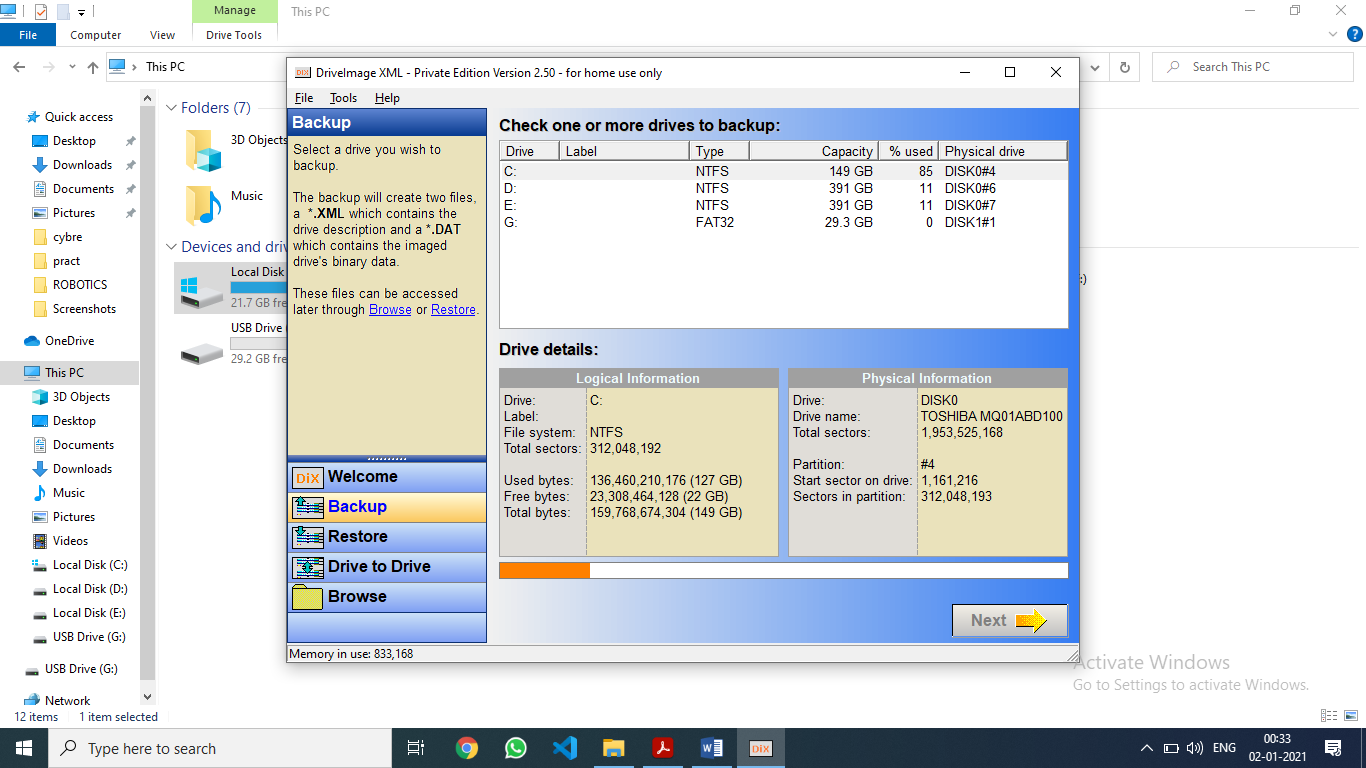 Manage
This PC
File
Computer
View
Drive Tools
?
This PC
Search This PC
Quick access
Desktop
Downloads
Documents
Pictures
cybre
pract
ROBOTICS
Screenshots
OneDrive
This PC
3D Objects
Desktop
Documents
Downloads
Music
Pictures
Videos
Local Disk (C:)
Local Disk (D:)
Local Disk (E:)
USB Drive (G:)
USB Drive (G:)
Network
12 items 1 item selected
Folders (7)
3D Objects
Music
Devices and driv
Local Disk
21.7 GB fre
USB Drive (
29.2 GB fre
:)
DiX DriveImage XML - Private Edition Version 2.50 - for home use only
File Tools Help
Backup
Select a drive you wish to
backup.
The backup will create two files,
a *.XML which contains the
drive description and a *.DAT
which contains the imaged
drive's binary data.
These files can be accessed
later through Browse or Restore.
DiX Welcome
Backup
Restore
Drive to Drive
Browse
Check one or more drives to backup:
Drive Label Type Capacity % used Physical drive
C: NTFS 149 GB 85 DISK0#4
D: NTFS 391 GB 11 DISK0#6
E: NTFS 391 GB 11 DISK0#7
G: FAT32 29.3 GB 0 DISK1#1
Drive details:
Logical Information
Drive: C:
Label:
File system: NTFS
Total sectors: 312,048,192
Used bytes: 136,460,210,176 (127 GB)
Free bytes: 23,308,464,128 (22 GB)
Total bytes: 159,768,674,304 (149 GB)
Physical Information
Drive: DISK0
Drive name: TOSHIBA MQ01ABD100
Total sectors: 1,953,525,168
Partition: #4
Start sector on drive: 1,161,216
Sectors in partition: 312,048,193
Next
Memory in use: 833,168
Activate Windows
Go to Settings to activate Windows.
Type here to search
W
DiX
ENG
00:33
02-01-2021